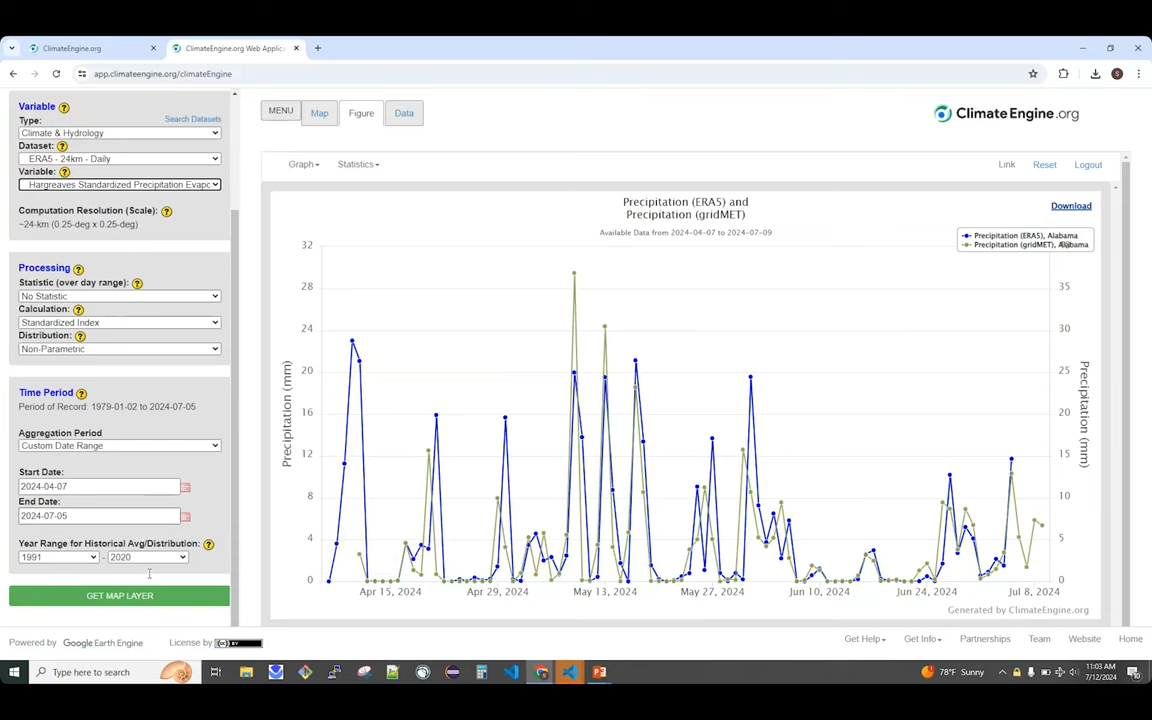 ClimateEngine.org
ClimateEngine.org Web Applic
app.climateengine.org/climateEngine
S
Variable ?
Type:
Search Datasets
Climate & Hydrology
Dataset: ?
ERA5 - 24km - Daily
Variable: ?
Hargreaves Standardized Precipitation Evapc
Computation Resolution (Scale): ?
~24-km (0.25-deg x 0.25-deg)
Processing ?
Statistic (over day range): ?
No Statistic
Calculation: ?
Standardized Index
Distribution: ?
Non-Parametric
Time Period ?
Period of Record: 1979-01-02 to 2024-07-05
Aggregation Period
Custom Date Range
Start Date:
2024-04-07
End Date:
2024-07-05
Year Range for Historical Avg/Distribution: ?
1991 - 2020
GET MAP LAYER
MENU
Map
Figure
Data
ClimateEngine.org
Graph
Statistics
Link
Reset
Logout
Precipitation (ERA5) and
Precipitation (gridMET)
Download
Available Data from 2024-04-07 to 2024-07-09
Precipitation (ERA5), Alabama
Precipitation (gridMET), Alabama
Precipitation (mm)
32
28
24
20
16
12
8
4
0
35
30
25
20
15
10
5
0
Precipitation (mm)
Apr 15, 2024
Apr 29, 2024
May 13, 2024
May 27, 2024
Jun 10, 2024
Jun 24, 2024
Jul 8, 2024
Generated by ClimateEngine.org
Powered by Google Earth Engine
License by
Get Help
Get Info
Partnerships
Team
Website
Home
Type here to search
78°F Sunny
11:03 AM
7/12/2024